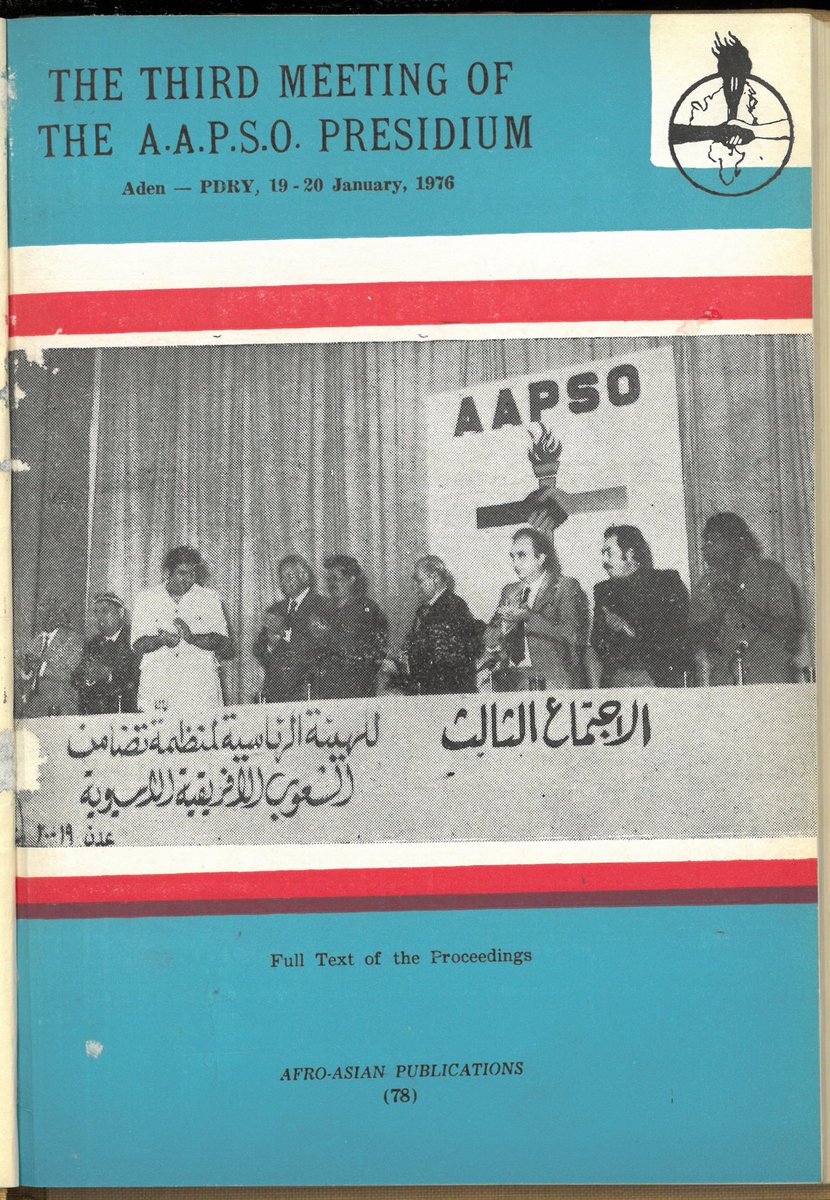 THE THIRD MEETING OF
THE A.A.P.S.O. PRESIDIUM
Aden — PDRY, 19 - 20 January, 1976
AAPSO
الاجتماع الثالث
للهيئة الرئاسية لمنظمة تضامن
الشعوب الافريقية الاسيوية
عدن ١٩-٢٠
Full Text of the Proceedings
AFRO-ASIAN PUBLICATIONS
(78)